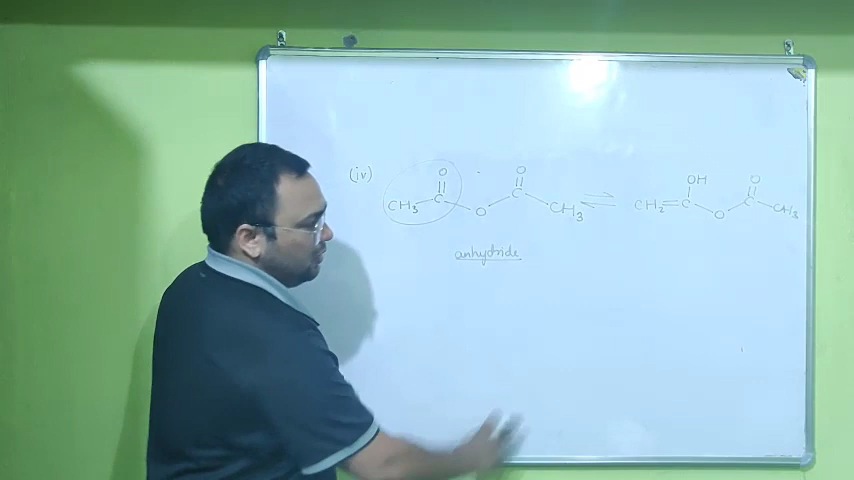 (iv) CH3 C O O C O CH3 ⇌ CH2=C OH O C O CH3
anhydride